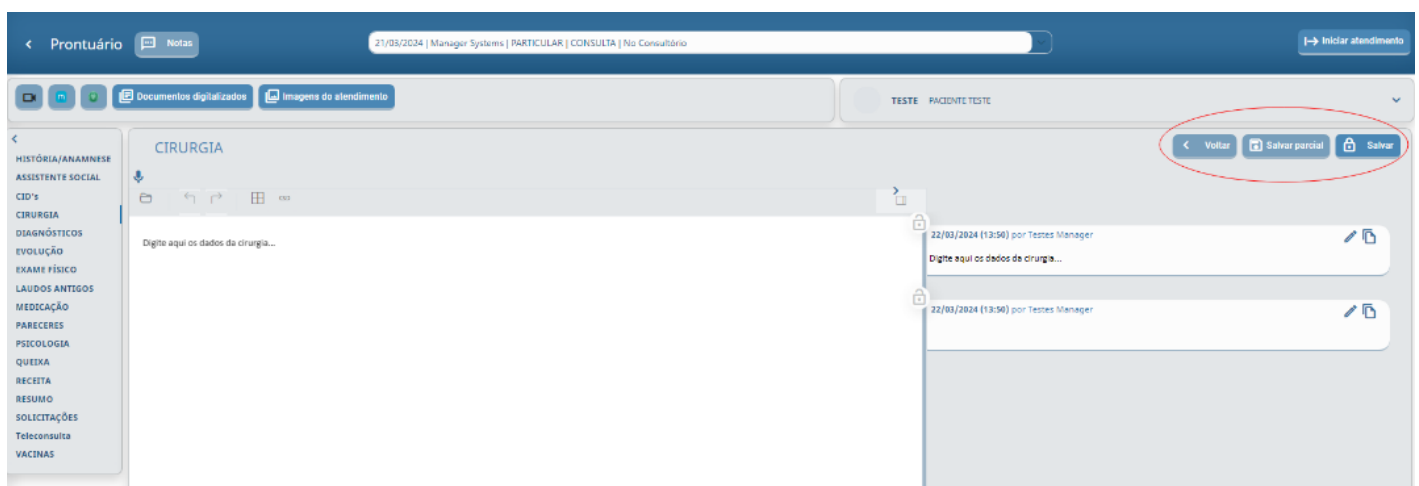 Prontuário
Notas
21/03/2024 | Manager Systems | PARTICULAR | CONSULTA | No Consultório
Iniciar atendimento
Documentos digitalizados
Imagens do atendimento
TESTE PACIENTE TESTE
HISTÓRIA/ANAMNESE
ASSISTENTE SOCIAL
CID's
CIRURGIA
DIAGNÓSTICOS
EVOLUÇÃO
EXAME FÍSICO
LAUDOS ANTIGOS
MEDICAÇÃO
PARECERES
PSICOLOGIA
QUEIXA
RECEITA
RESUMO
SOLICITAÇÕES
Teleconsulta
VACINAS
CIRURGIA
Voltar
Salvar parcial
Salvar
Digite aqui os dados da cirurgia...
22/03/2024 (13:50) por Testes Manager
Digite aqui os dados da cirurgia...
22/03/2024 (13:50) por Testes Manager